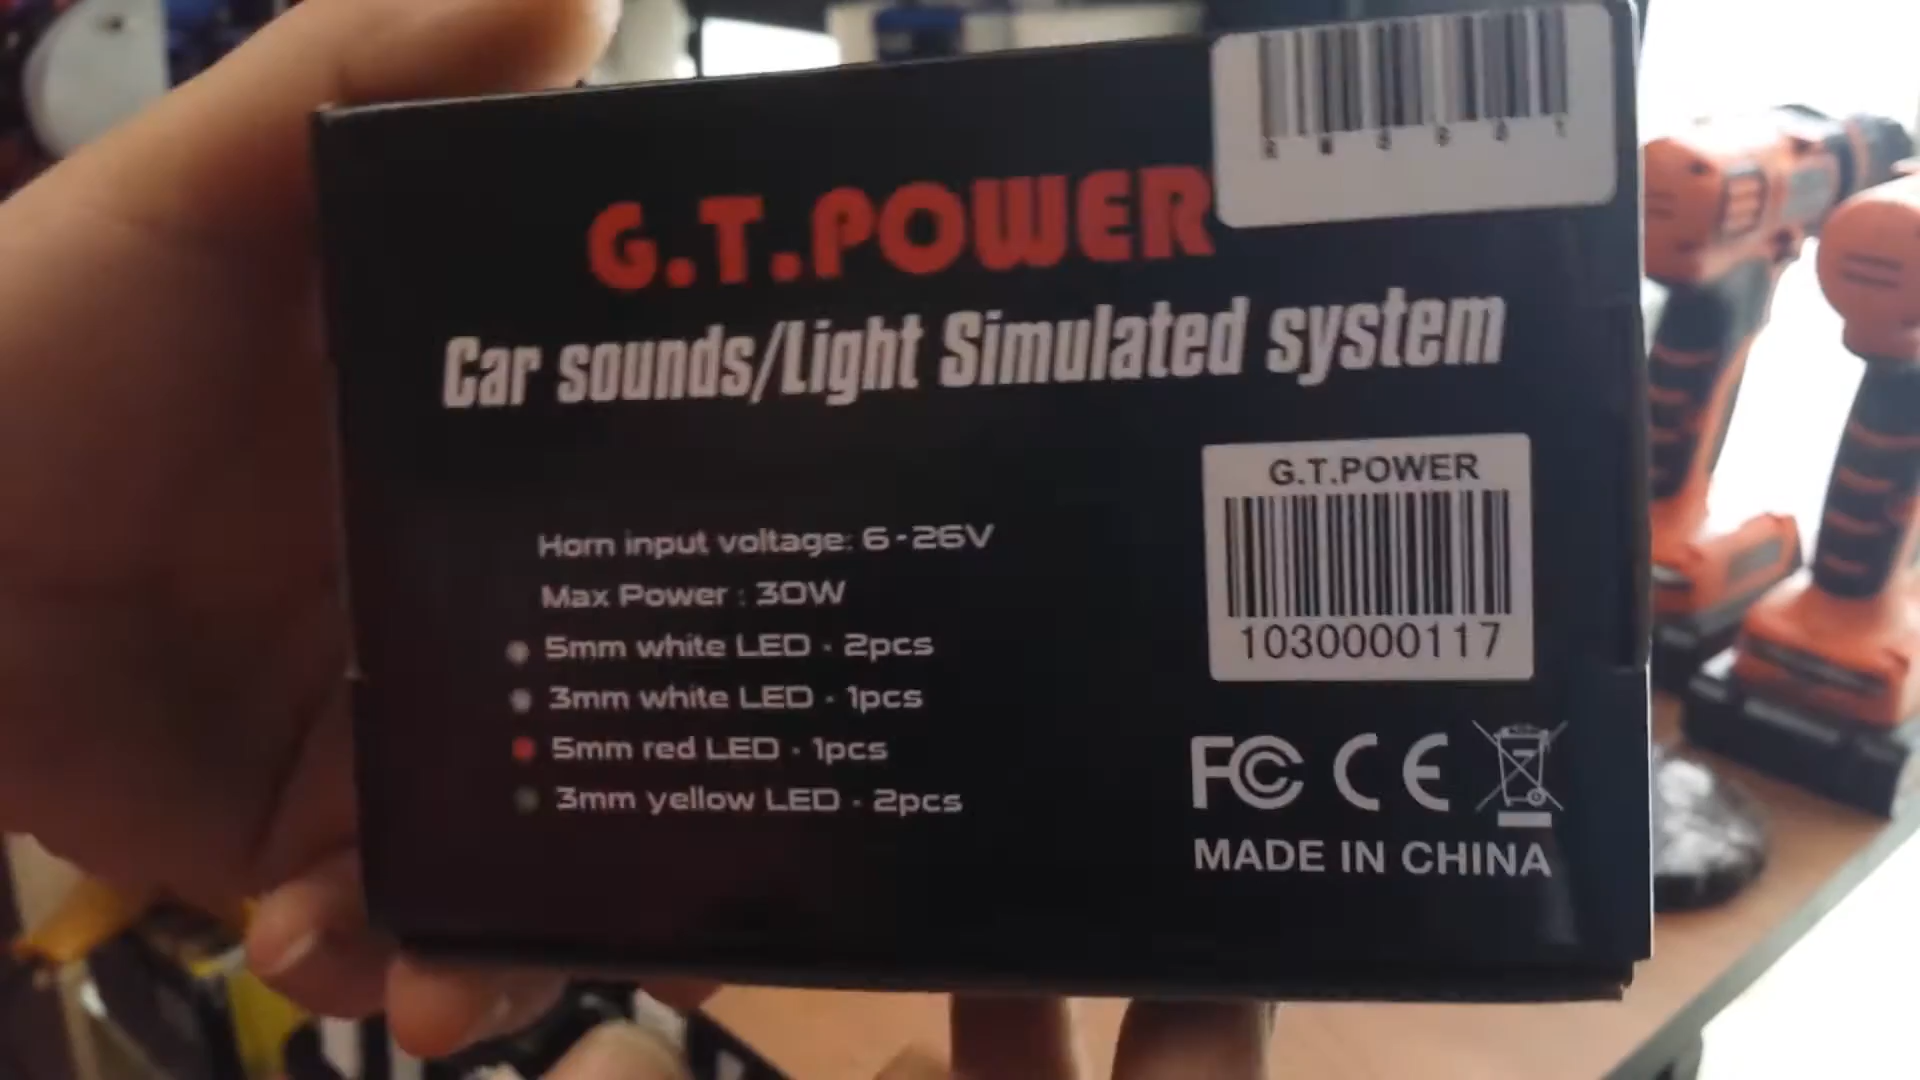 G.T.POWER
Car sounds/Light Simulated system
G.T.POWER
1030000117
Horn input voltage: 6-26V
Max Power : 30W
5mm white LED - 2pcs
3mm white LED - 1pcs
5mm red LED - 1pcs
3mm yellow LED - 2pcs
FC CE
MADE IN CHINA